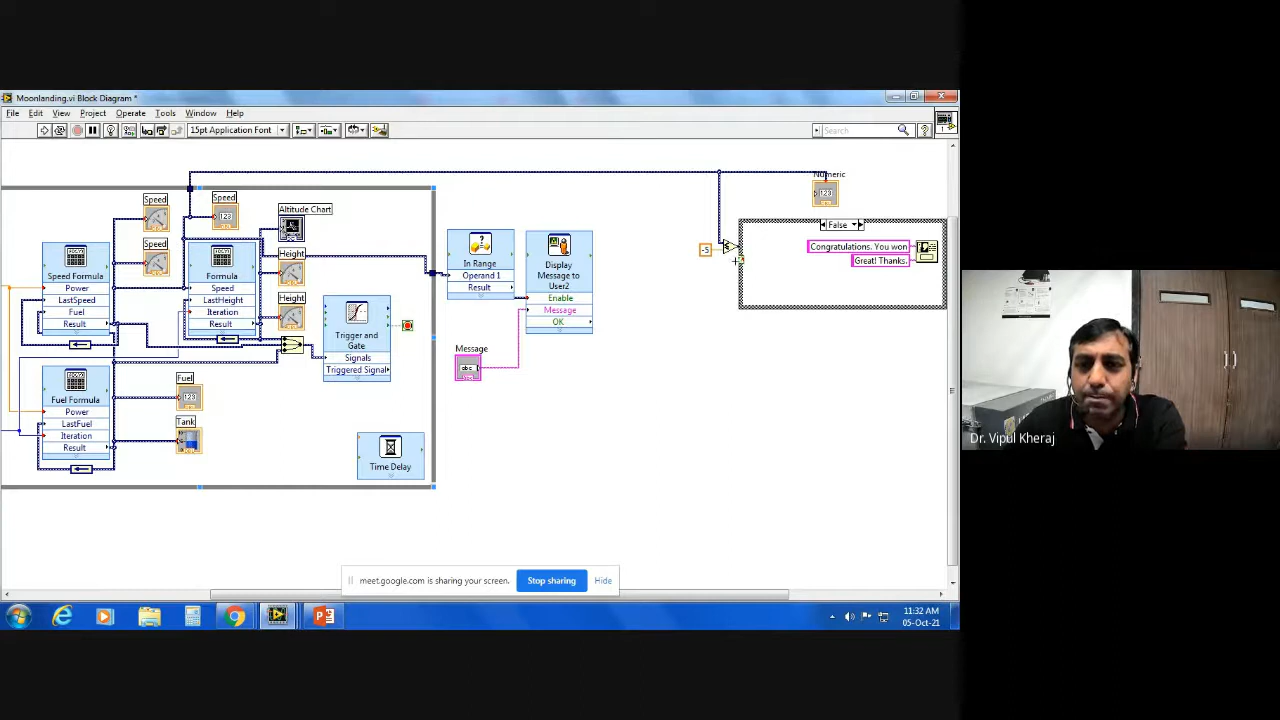 Moonlanding.vi Block Diagram *
File Edit View Project Operate Tools Window Help
15pt Application Font
Search
Numeric
123
Speed
Speed
123
Altitude Chart
Speed
Height
Height
Speed Formula
Power
LastSpeed
Fuel
Result
Formula
Speed
LastHeight
Iteration
Result
Trigger and
Gate
Signals
Triggered Signal
In Range
Operand 1
Result
Display
Message to
User2
Enable
Message
OK
Message
abc
-5
False
Congratulations. You won
Great! Thanks.
Fuel Formula
Power
LastFuel
Iteration
Result
Fuel
123
Tank
Time Delay
meet.google.com is sharing your screen.
Stop sharing
Hide
11:32 AM
05-Oct-21
Dr. Vipul Kheraj